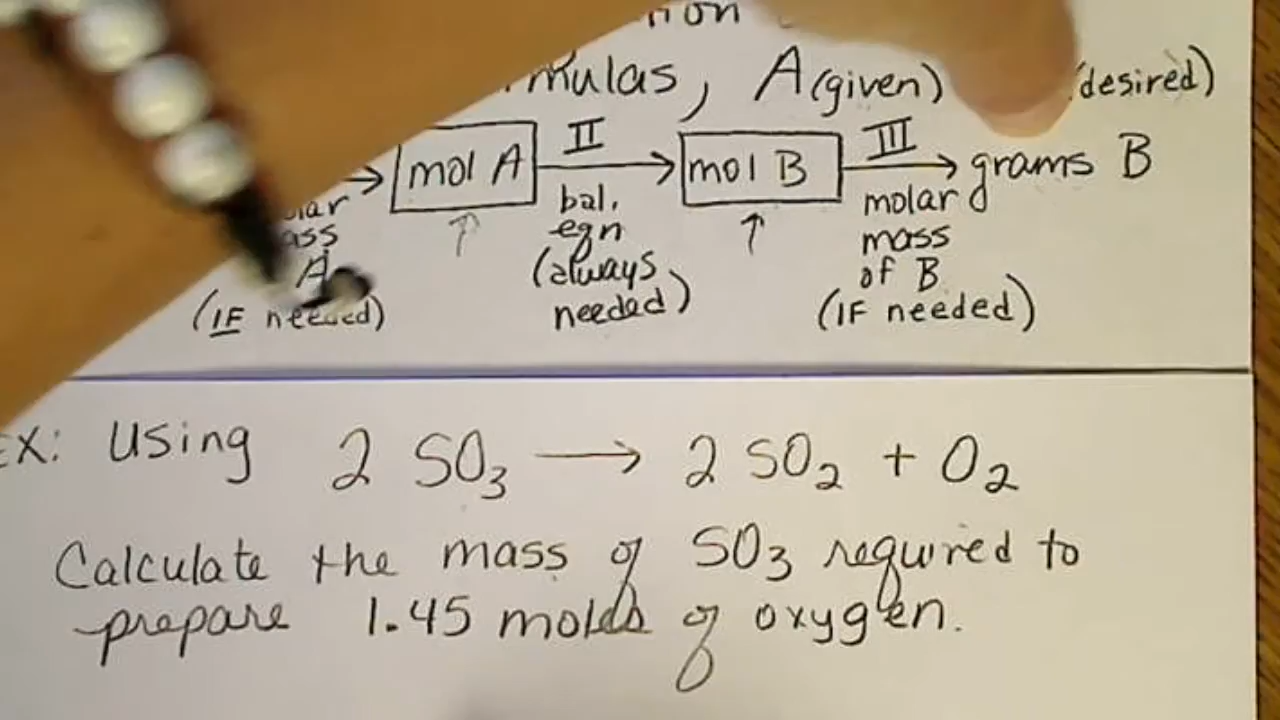 mulas, A(given) (desired)
mol A II mol B III grams B
bal. eqn (always needed)
molar mass of B (IF needed)
A (IF needed)
EX: Using 2 SO₃ → 2 SO₂ + O₂
Calculate the mass of SO₃ required to
prepare 1.45 moles of oxygen.